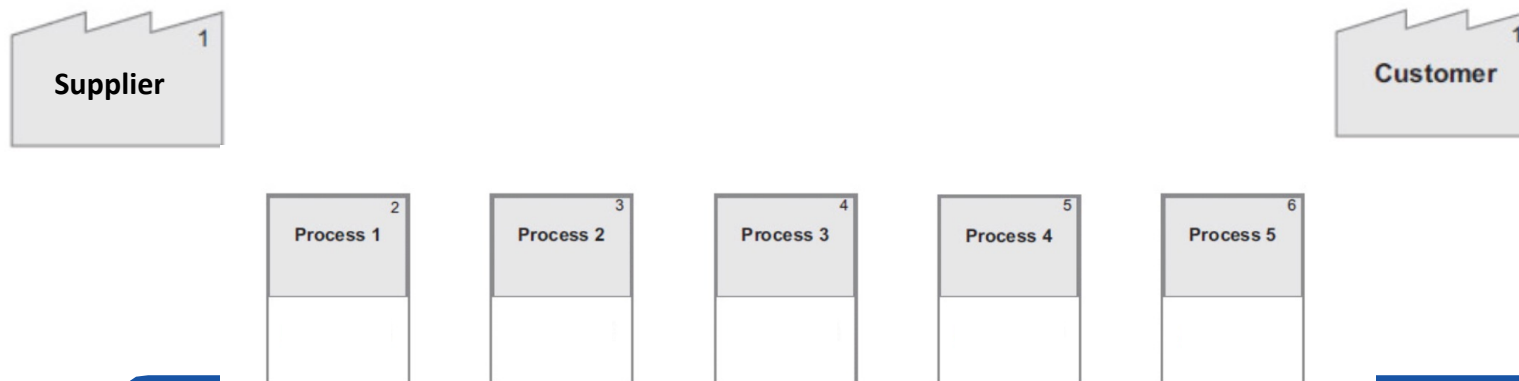 1
Supplier
1
Customer
2
Process 1
3
Process 2
4
Process 3
5
Process 4
6
Process 5